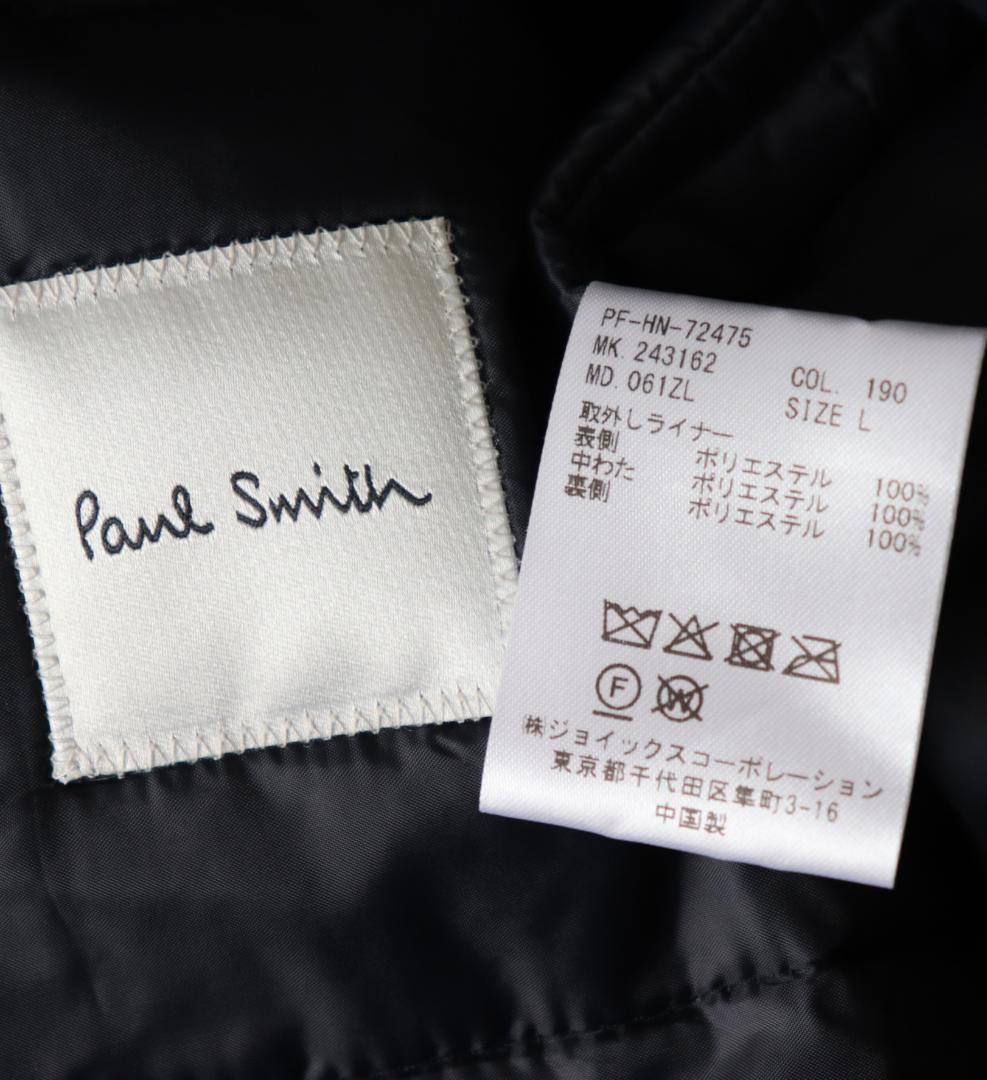 Paul Smith
PF-HN-72475
MK. 243162
MD. 061ZL
COL. 190
SIZE L
取外しライナー
表側 ポリエステル 100%
中わた ポリエステル 100%
裏側 ポリエステル 100%
F
W
㈱ジョイックスコーポレーション
東京都千代田区隼町3-16
中国製